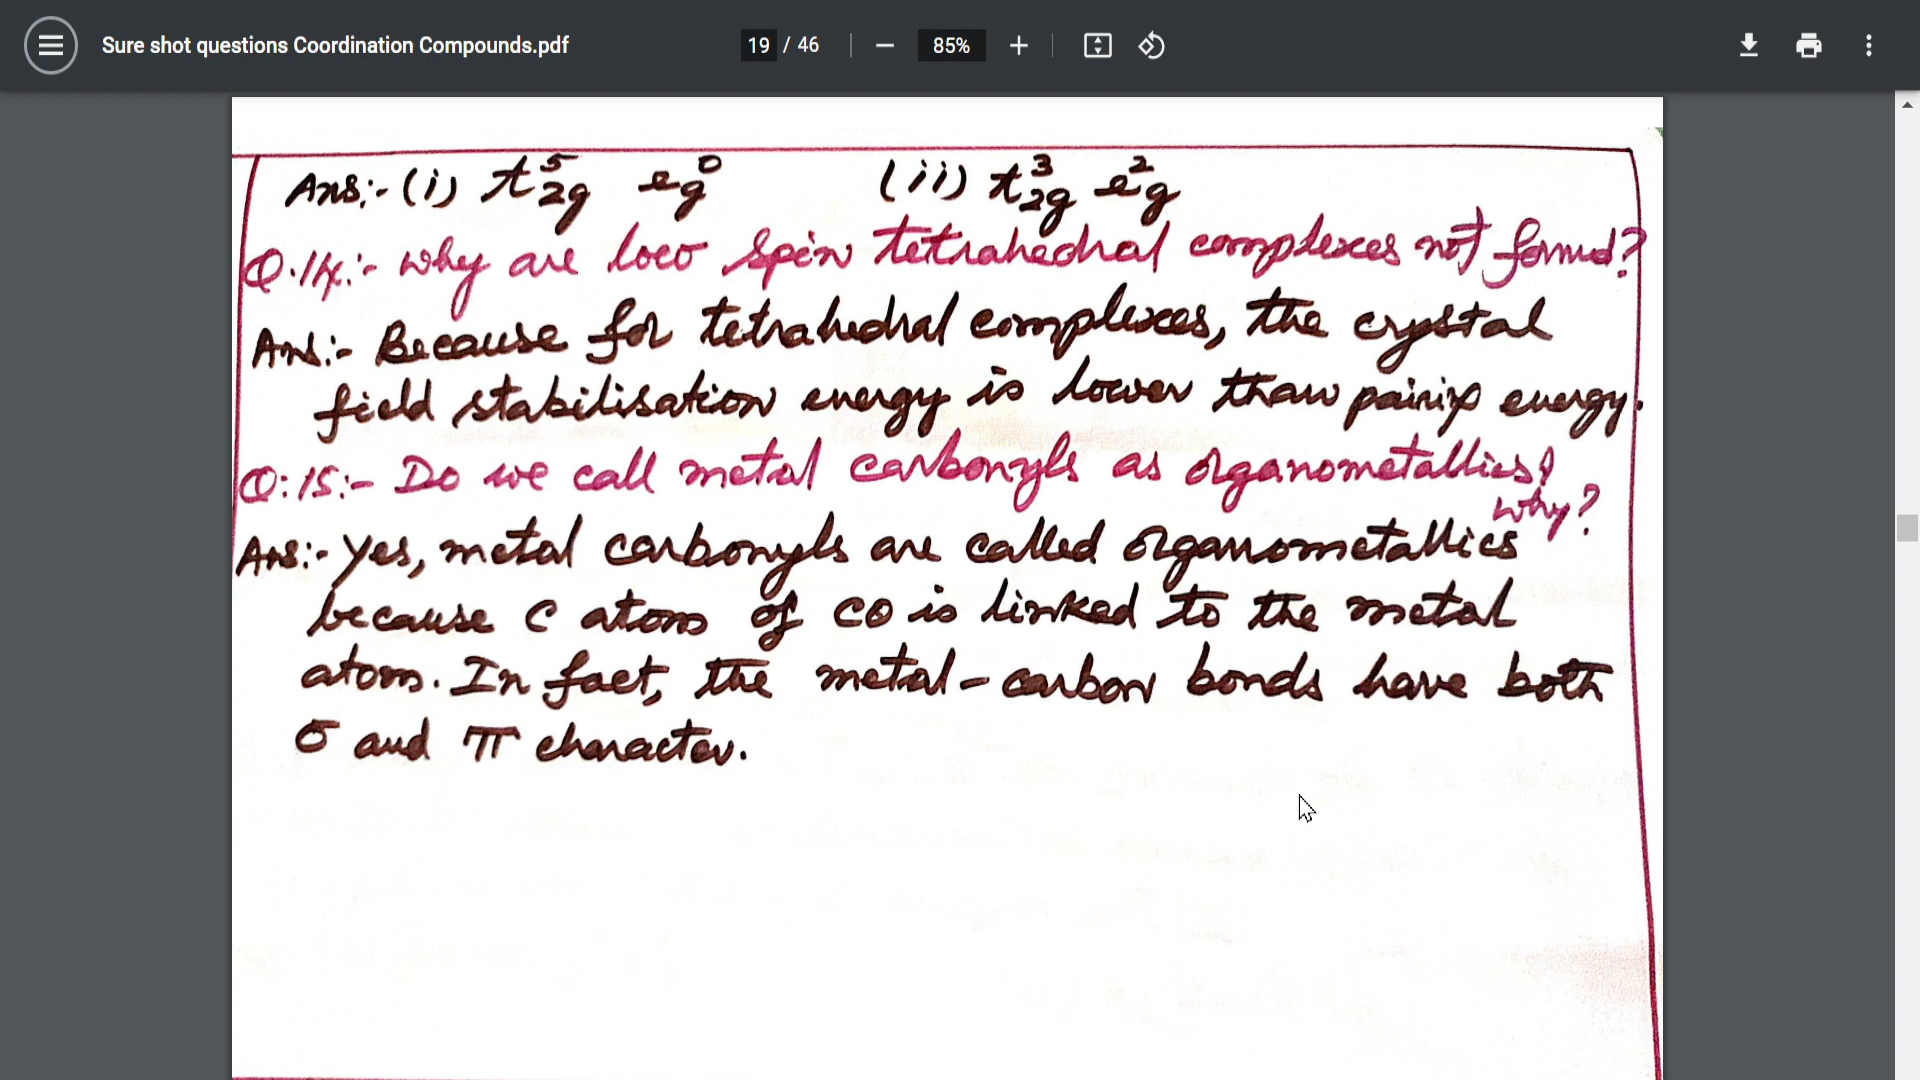 Sure shot questions Coordination Compounds.pdf 19 / 46 85%
Ans:- (i) t₂g⁵ eg⁰ (ii) t₂g³ eg²
Q.14:- why are low spin tetrahedral complexes not formed?
Ans:- Because for tetrahedral complexes, the crystal
field stabilisation energy is lower than pairing energy.
Q:15:- Do we call metal carbonyls as organometallics?
why?
Ans:- Yes, metal carbonyls are called organometallics
because C atom of CO is linked to the metal
atom. In fact, the metal-carbon bonds have both
σ and π character.